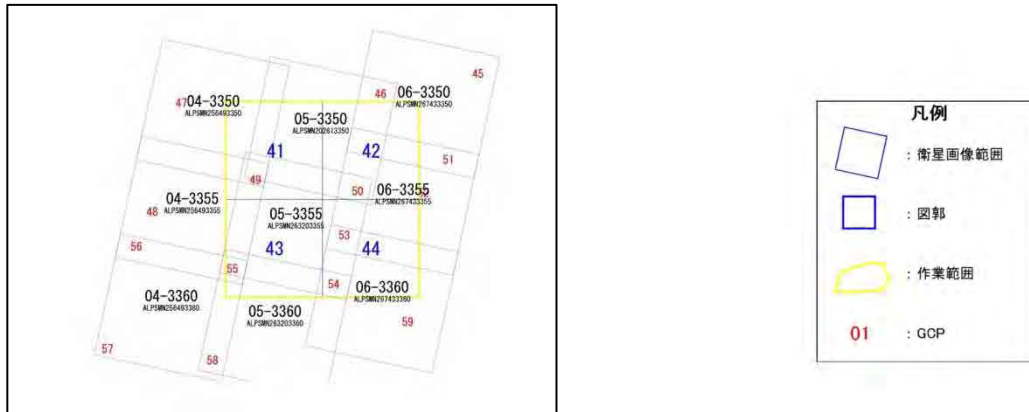 45
47
04-3350
ALPSMN256493350
46
06-3350
ALPSMN267433350
05-3350
ALPSMN202613350
41
42
51
49
50
04-3355
ALPSMN256493355
06-3355
ALPSMN267433355
48
05-3355
ALPSMN263203355
53
56
43
44
55
54
04-3360
ALPSMN256493360
06-3360
ALPSMN267433360
05-3360
ALPSMN263203360
59
57
58
凡例
：衛星画像範囲
：図郭
：作業範囲
01
：GCP